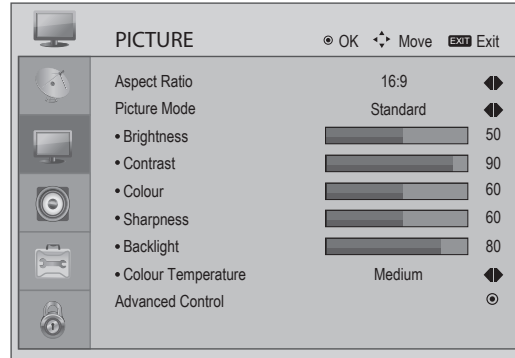 PICTURE OK Move EXIT Exit
Aspect Ratio 16:9
Picture Mode Standard
• Brightness 50
• Contrast 90
• Colour 60
• Sharpness 60
• Backlight 80
• Colour Temperature Medium
Advanced Control